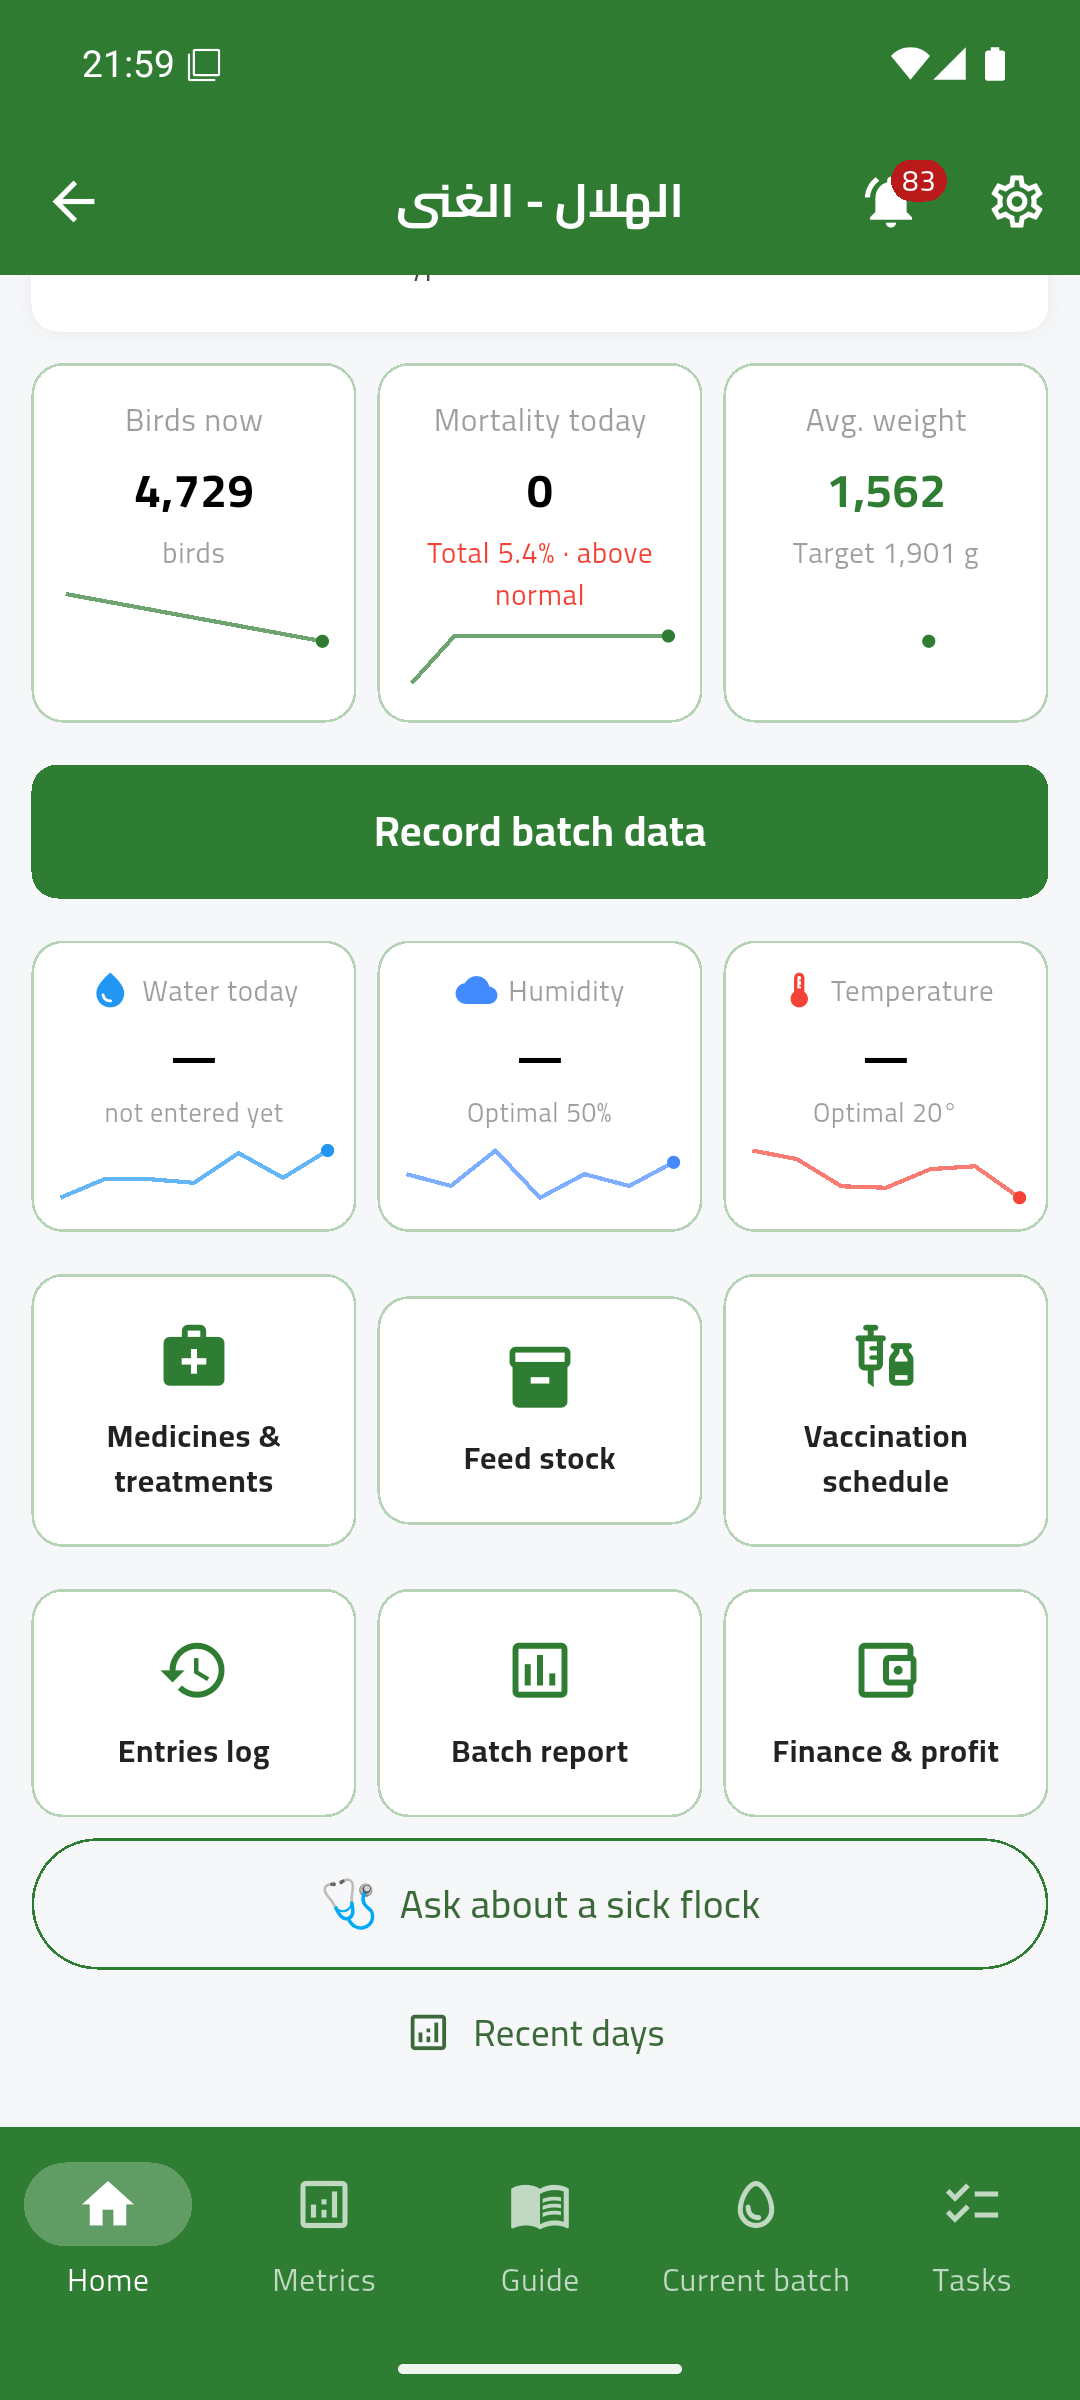 21:59
الهلال - الغنى
83
Birds now
4,729
birds
Mortality today
0
Total 5.4% · above
normal
Avg. weight
1,562
Target 1,901 g
Record batch data
Water today
—
not entered yet
Humidity
—
Optimal 50%
Temperature
—
Optimal 20°
Medicines &
treatments
Feed stock
Vaccination
schedule
Entries log
Batch report
Finance & profit
Ask about a sick flock
Recent days
Home
Metrics
Guide
Current batch
Tasks